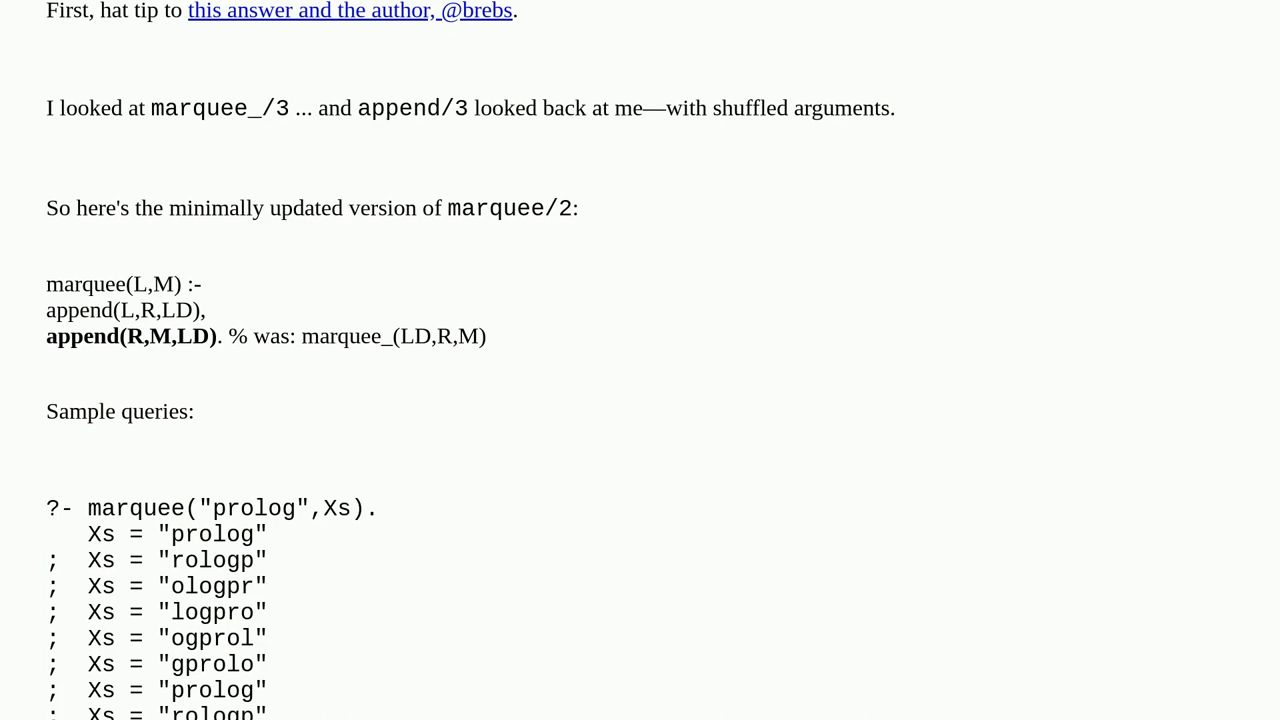 First, hat tip to this answer and the author, @brebs.
I looked at marquee_/3 ... and append/3 looked back at me—with shuffled arguments.
So here's the minimally updated version of marquee/2:
marquee(L,M) :-
append(L,R,LD),
append(R,M,LD). % was: marquee_(LD,R,M)
Sample queries:
?- marquee("prolog",Xs).
   Xs = "prolog"
;  Xs = "rologp"
;  Xs = "ologpr"
;  Xs = "logpro"
;  Xs = "ogprol"
;  Xs = "gprolo"
;  Xs = "prolog"
;  Xs = "rologp"